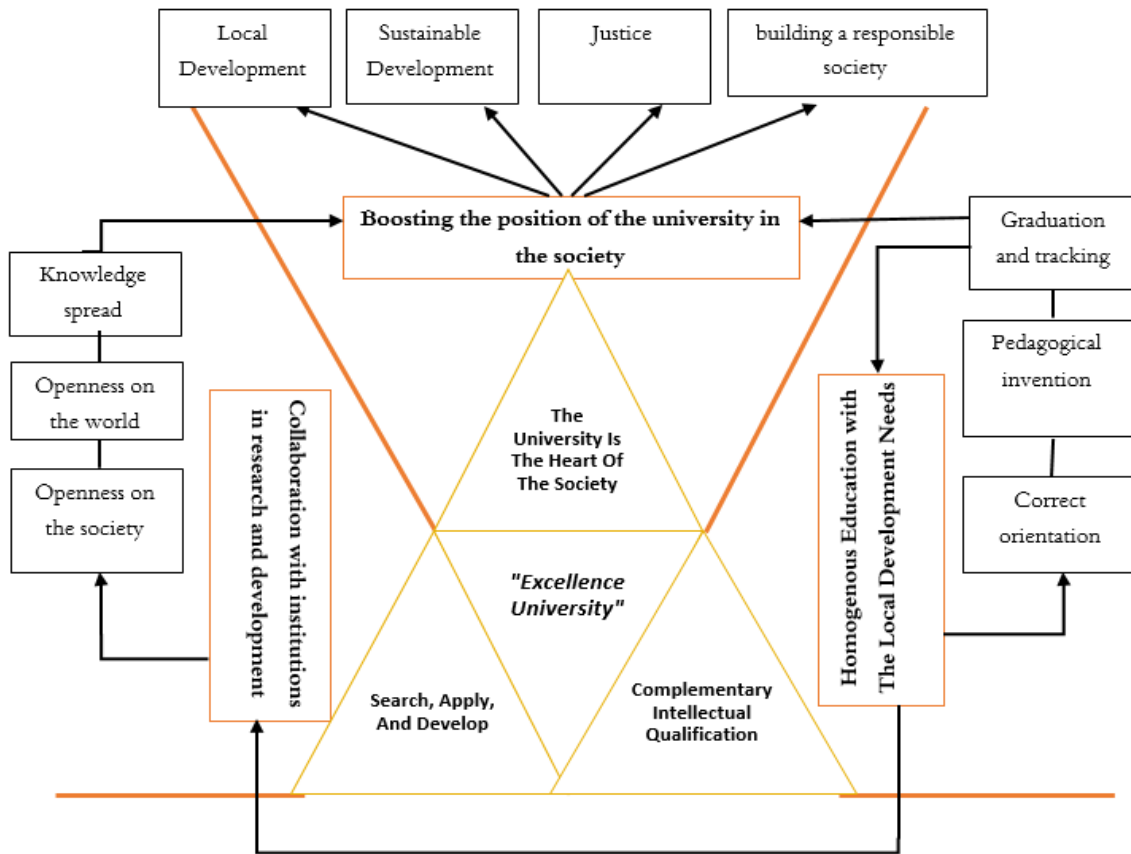 Local
Development
Sustainable
Development
Justice
building a responsible
society
Boosting the position of the university in
the society
Knowledge
spread
Openness on
the world
Openness on
the society
Collaboration with institutions
in research and development
The
University Is
The Heart Of
The Society
"Excellence
University"
Search, Apply,
And Develop
Complementary
Intellectual
Qualification
Homogenous Education with
The Local Development Needs
Graduation
and tracking
Pedagogical
invention
Correct
orientation